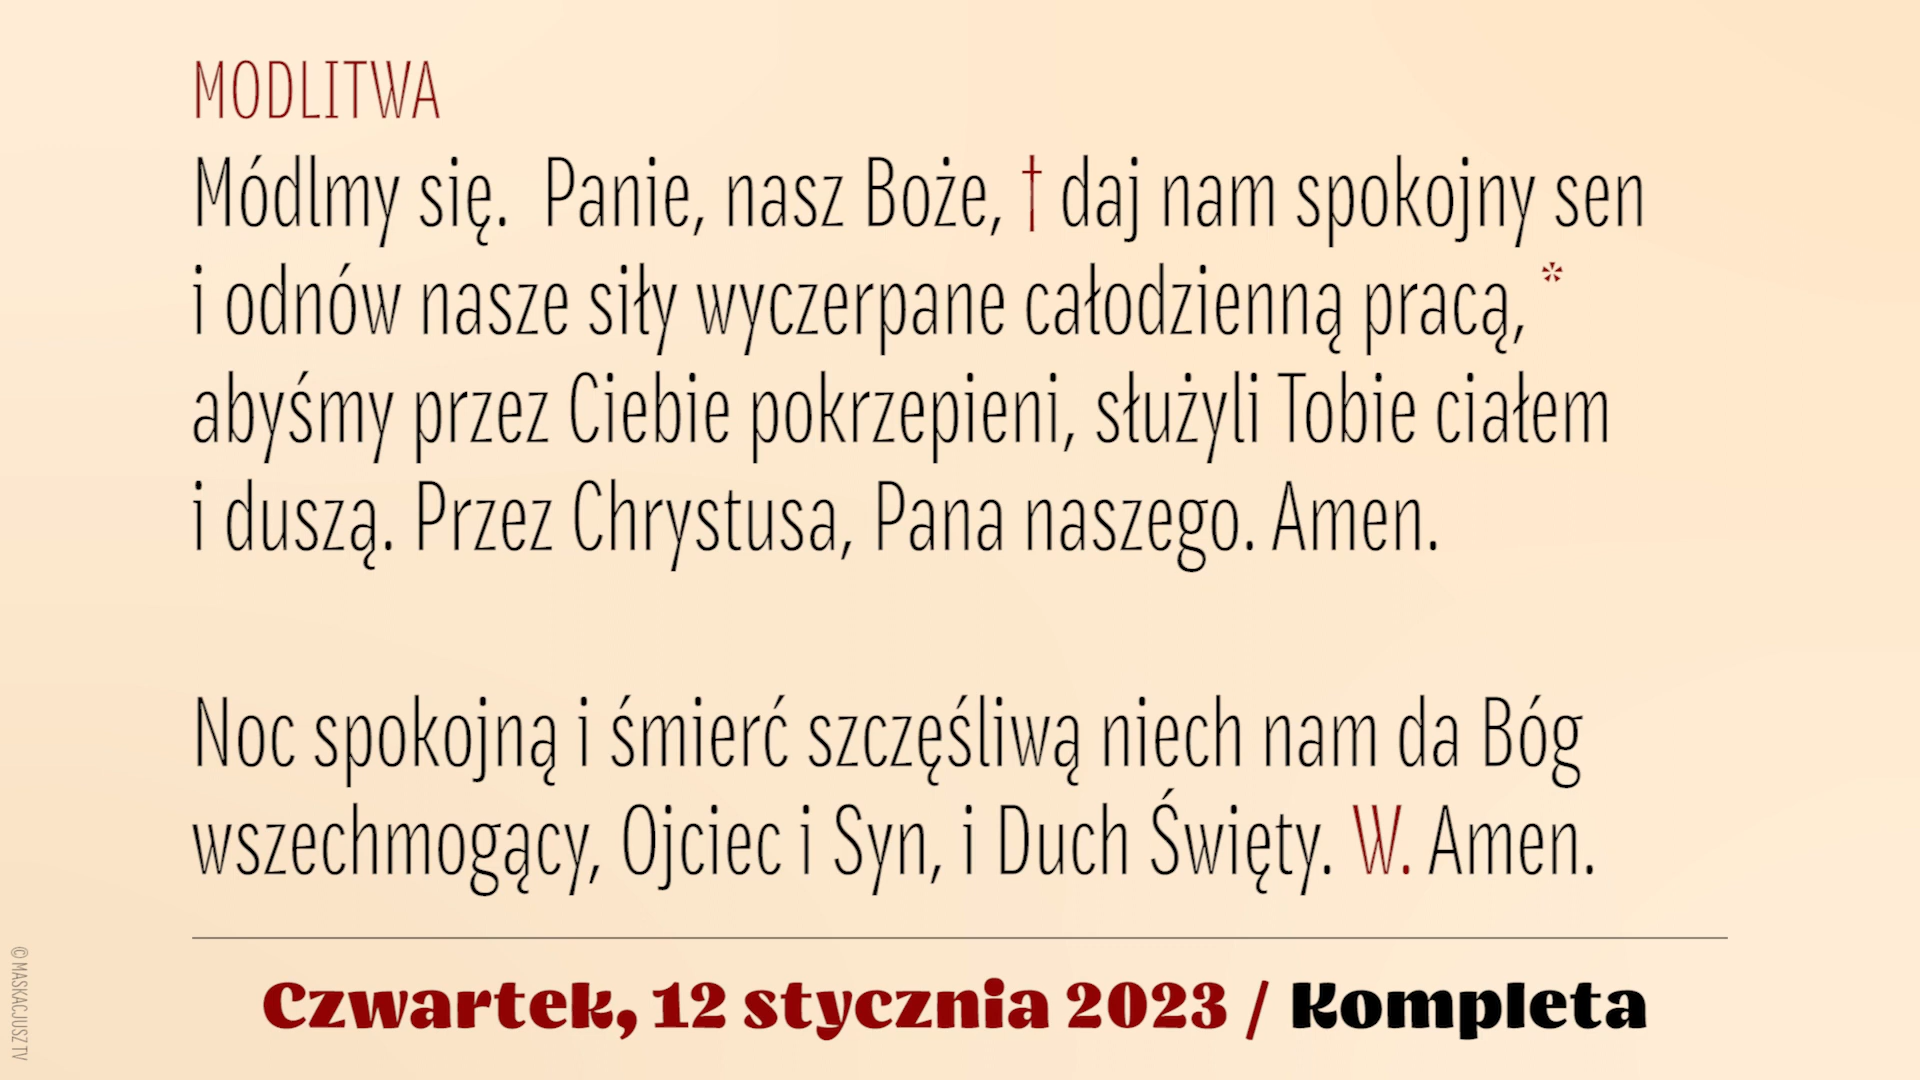 MODLITWA
Módlmy się. Panie, nasz Boże, † daj nam spokojny sen
i odnów nasze siły wyczerpane całodzienną pracą, *
abyśmy przez Ciebie pokrzepieni, służyli Tobie ciałem
i duszą. Przez Chrystusa, Pana naszego. Amen.
Noc spokojną i śmierć szczęśliwą niech nam da Bóg
wszechmogący, Ojciec i Syn, i Duch Święty. W. Amen.
Czwartek, 12 stycznia 2023 / Kompleta
© MASKACJUSZ TV